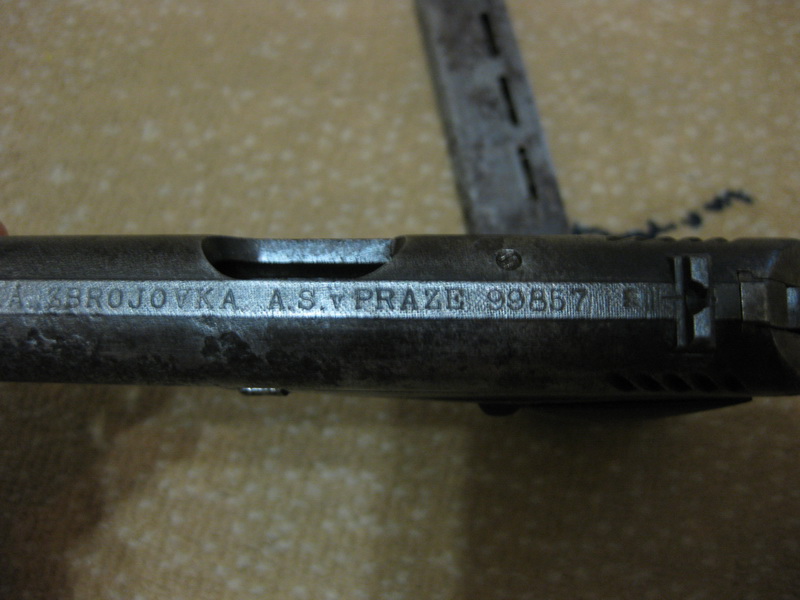 ZBROJOVKA A.S. v PRAZE 99857